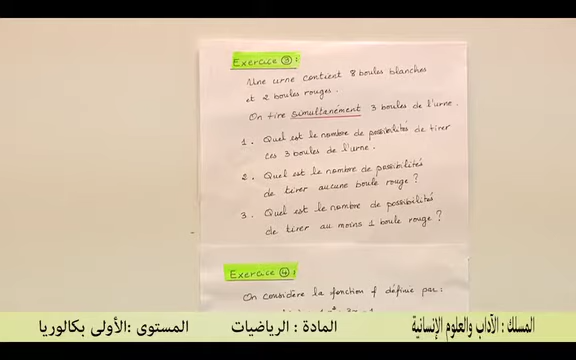 Exercice ③ :
Une urne contient 8 boules blanches
et 2 boules rouges.
On tire simultanément 3 boules de l'urne.
1. Quel est le nombre de possibilités de tirer
ces 3 boules de l'urne.
2. Quel est le nombre de possibilités
de tirer aucune boule rouge ?
3. Quel est le nombre de possibilités
de tirer au moins 1 boule rouge ?
Exercice ④ :
On considère la fonction f définie par :
المسلك : الآداب والعلوم الإنسانية المادة : الرياضيات المستوى :الأولى بكالوريا